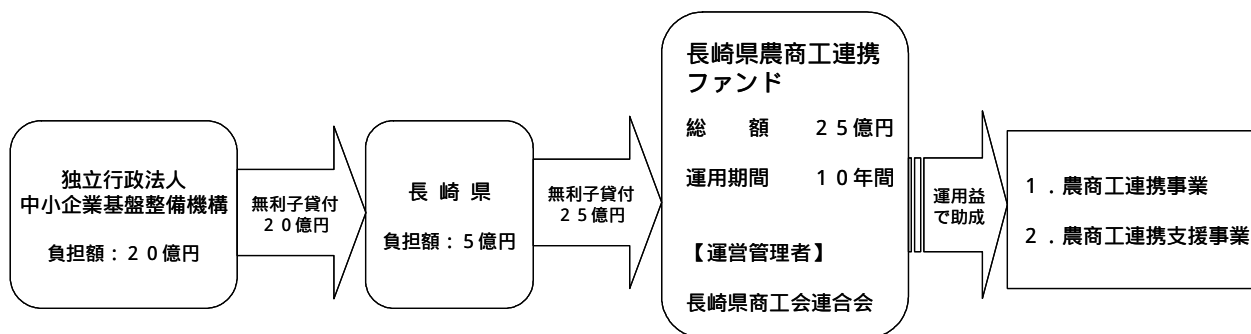 独立行政法人
中小企業基盤整備機構
負担額：２０億円
無利子貸付
２０億円
長 崎 県
負担額：５億円
無利子貸付
２５億円
長崎県農商工連携
ファンド
総　　額　　２５億円
運用期間　　１０年間
【運営管理者】
長崎県商工会連合会
運用益
で助成
１．農商工連携事業
２．農商工連携支援事業